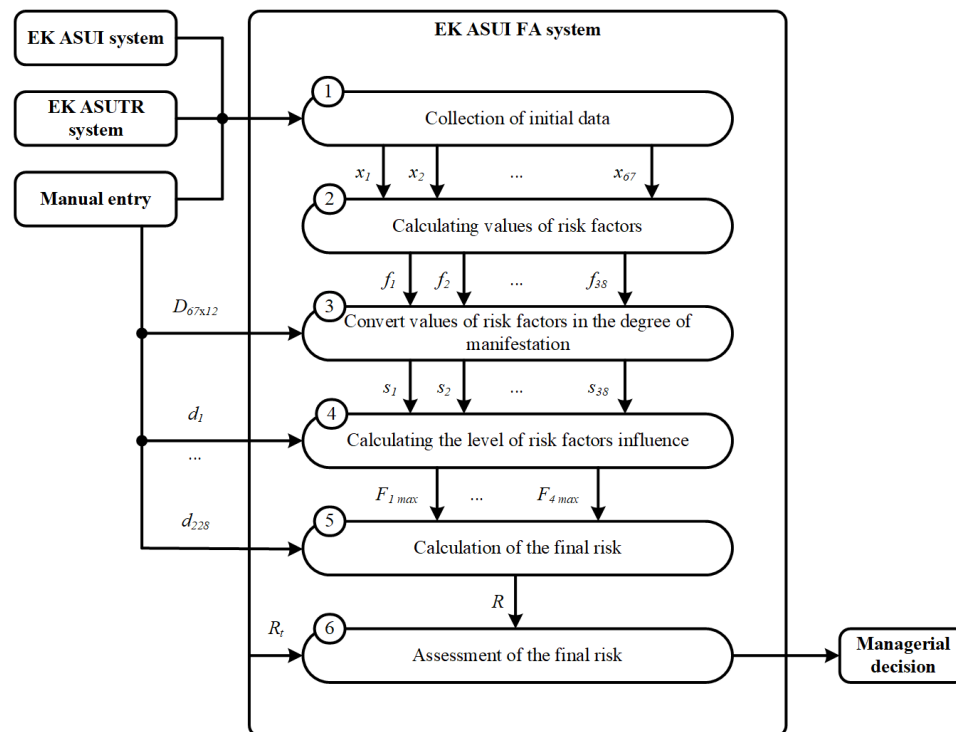 EK ASUI system
EK ASUTR
system
Manual entry
EK ASUI FA system
1
Collection of initial data
x1 x2 ... x67
2
Calculating values of risk factors
f1 f2 ... f38
D67x12
3
Convert values of risk factors in the degree of
manifestation
s1 s2 ... s38
d1
4
Calculating the level of risk factors influence
...
F1 max ... F4 max
d228
5
Calculation of the final risk
R
Rt
6
Assessment of the final risk
Managerial
decision